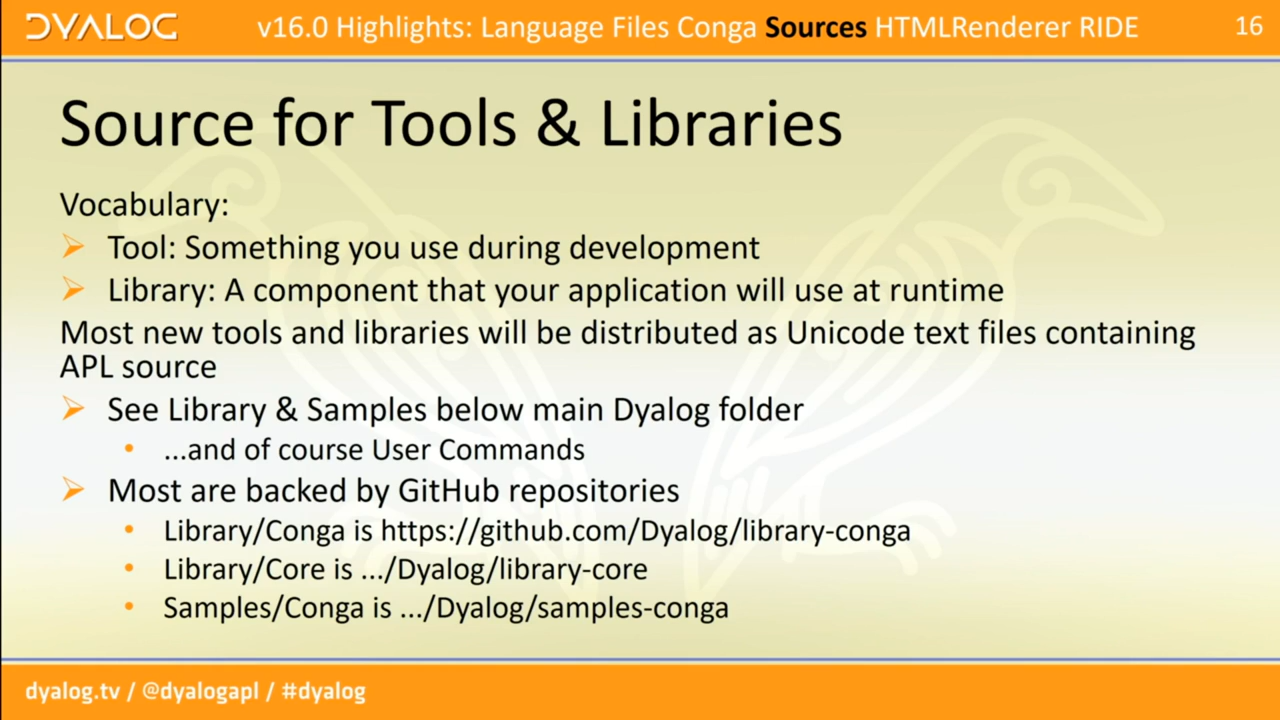 DYALOG
v16.0 Highlights: Language Files Conga Sources HTMLRenderer RIDE
16
Source for Tools & Libraries
Vocabulary:
Tool: Something you use during development
Library: A component that your application will use at runtime
Most new tools and libraries will be distributed as Unicode text files containing
APL source
See Library & Samples below main Dyalog folder
...and of course User Commands
Most are backed by GitHub repositories
Library/Conga is https://github.com/Dyalog/library-conga
Library/Core is .../Dyalog/library-core
Samples/Conga is .../Dyalog/samples-conga
dyalog.tv / @dyalogapl / #dyalog